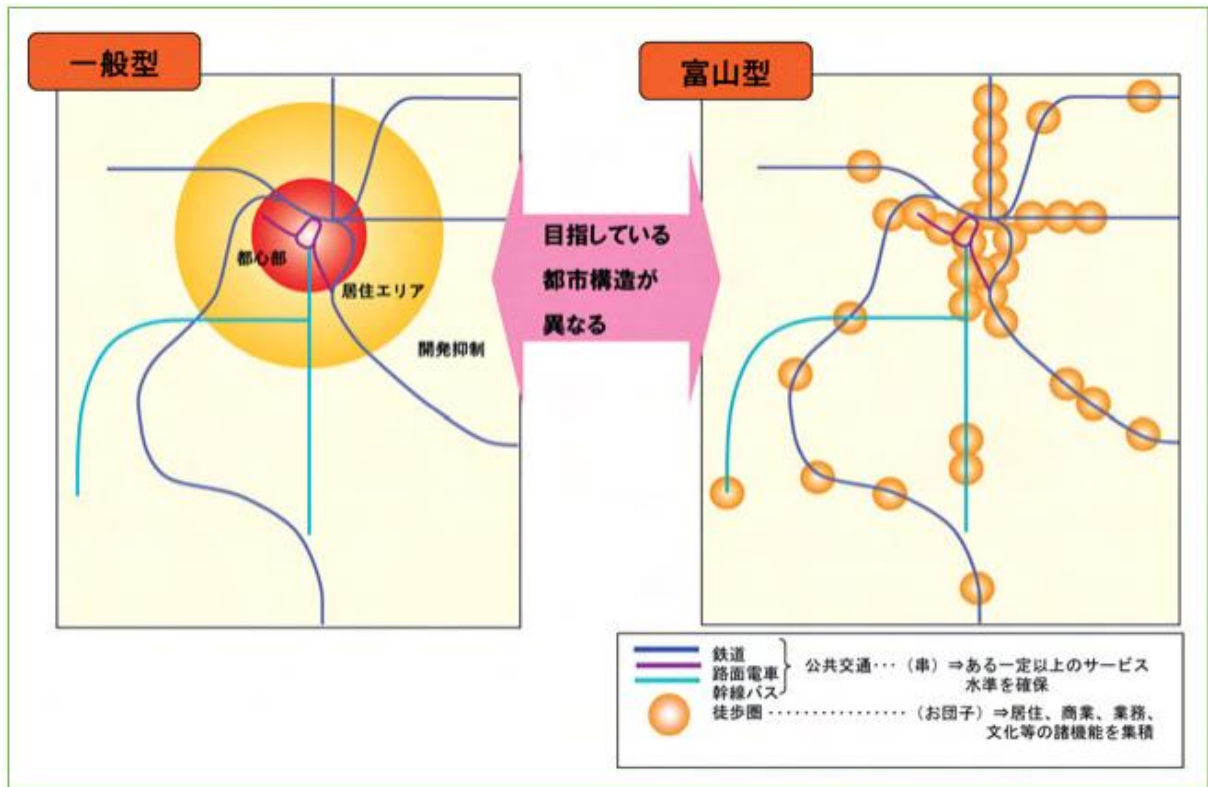 一般型
富山型
都心部
居住エリア
開発抑制
目指している
都市構造が
異なる
鉄道
路面電車
幹線バス
公共交通･･･（串）⇒ある一定以上のサービス
水準を確保
徒歩圏････････････････（お団子）⇒居住、商業、業務、
文化等の諸機能を集積